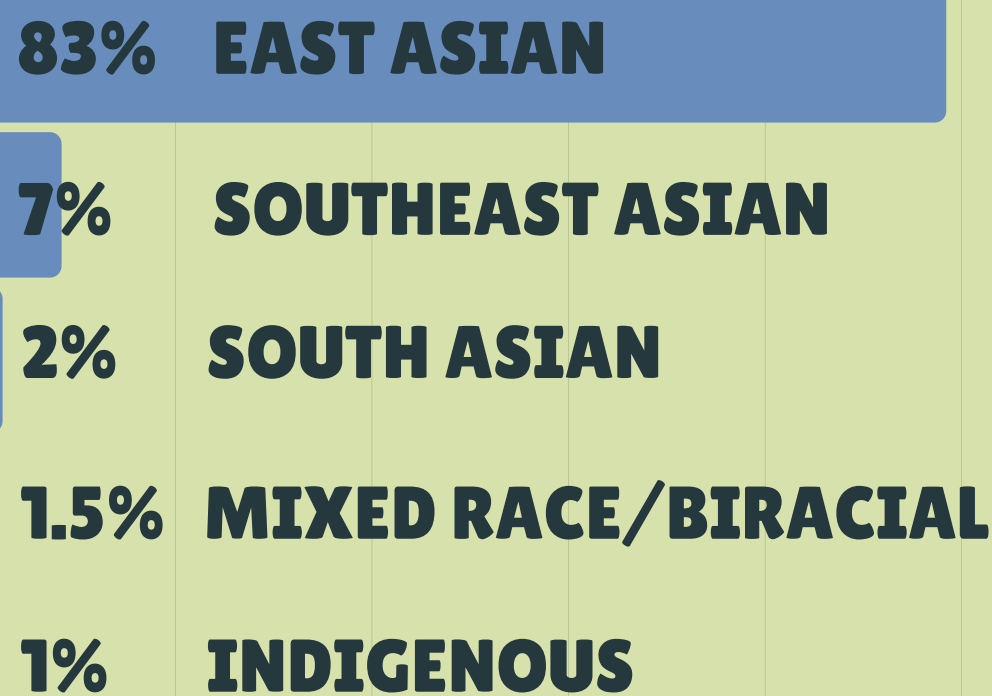 83% EAST ASIAN
7% SOUTHEAST ASIAN
2% SOUTH ASIAN
1.5% MIXED RACE/BIRACIAL
1% INDIGENOUS